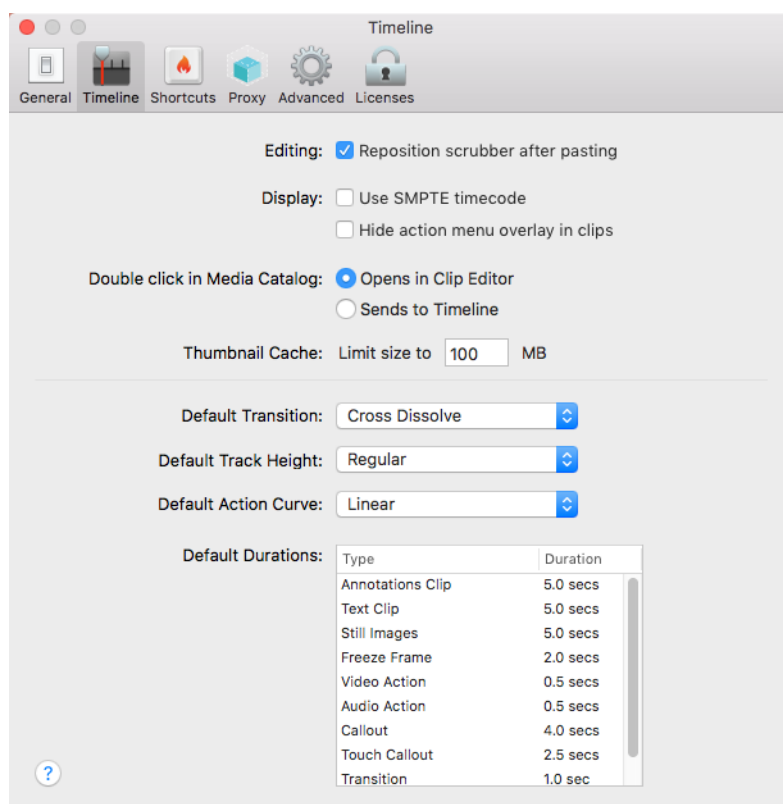 Timeline
General Timeline Shortcuts Proxy Advanced Licenses
Editing: Reposition scrubber after pasting
Display: Use SMPTE timecode
Hide action menu overlay in clips
Double click in Media Catalog: Opens in Clip Editor
Sends to Timeline
Thumbnail Cache: Limit size to 100 MB
Default Transition: Cross Dissolve
Default Track Height: Regular
Default Action Curve: Linear
Default Durations: Type Duration
Annotations Clip 5.0 secs
Text Clip 5.0 secs
Still Images 5.0 secs
Freeze Frame 2.0 secs
Video Action 0.5 secs
Audio Action 0.5 secs
Callout 4.0 secs
Touch Callout 2.5 secs
? Transition 1.0 sec